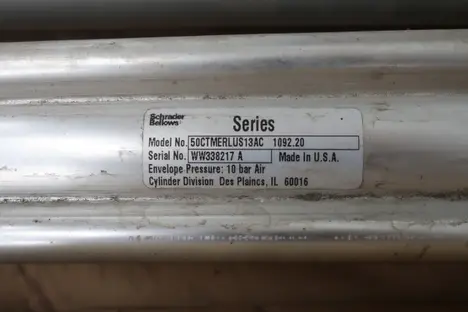 Schrader
Bellows
Series
Model No. 50CTMERLUS13AC 1092.20
Serial No. WW338217 A Made in U.S.A.
Envelope Pressure: 10 bar Air
Cylinder Division Des Plaines, IL 60016